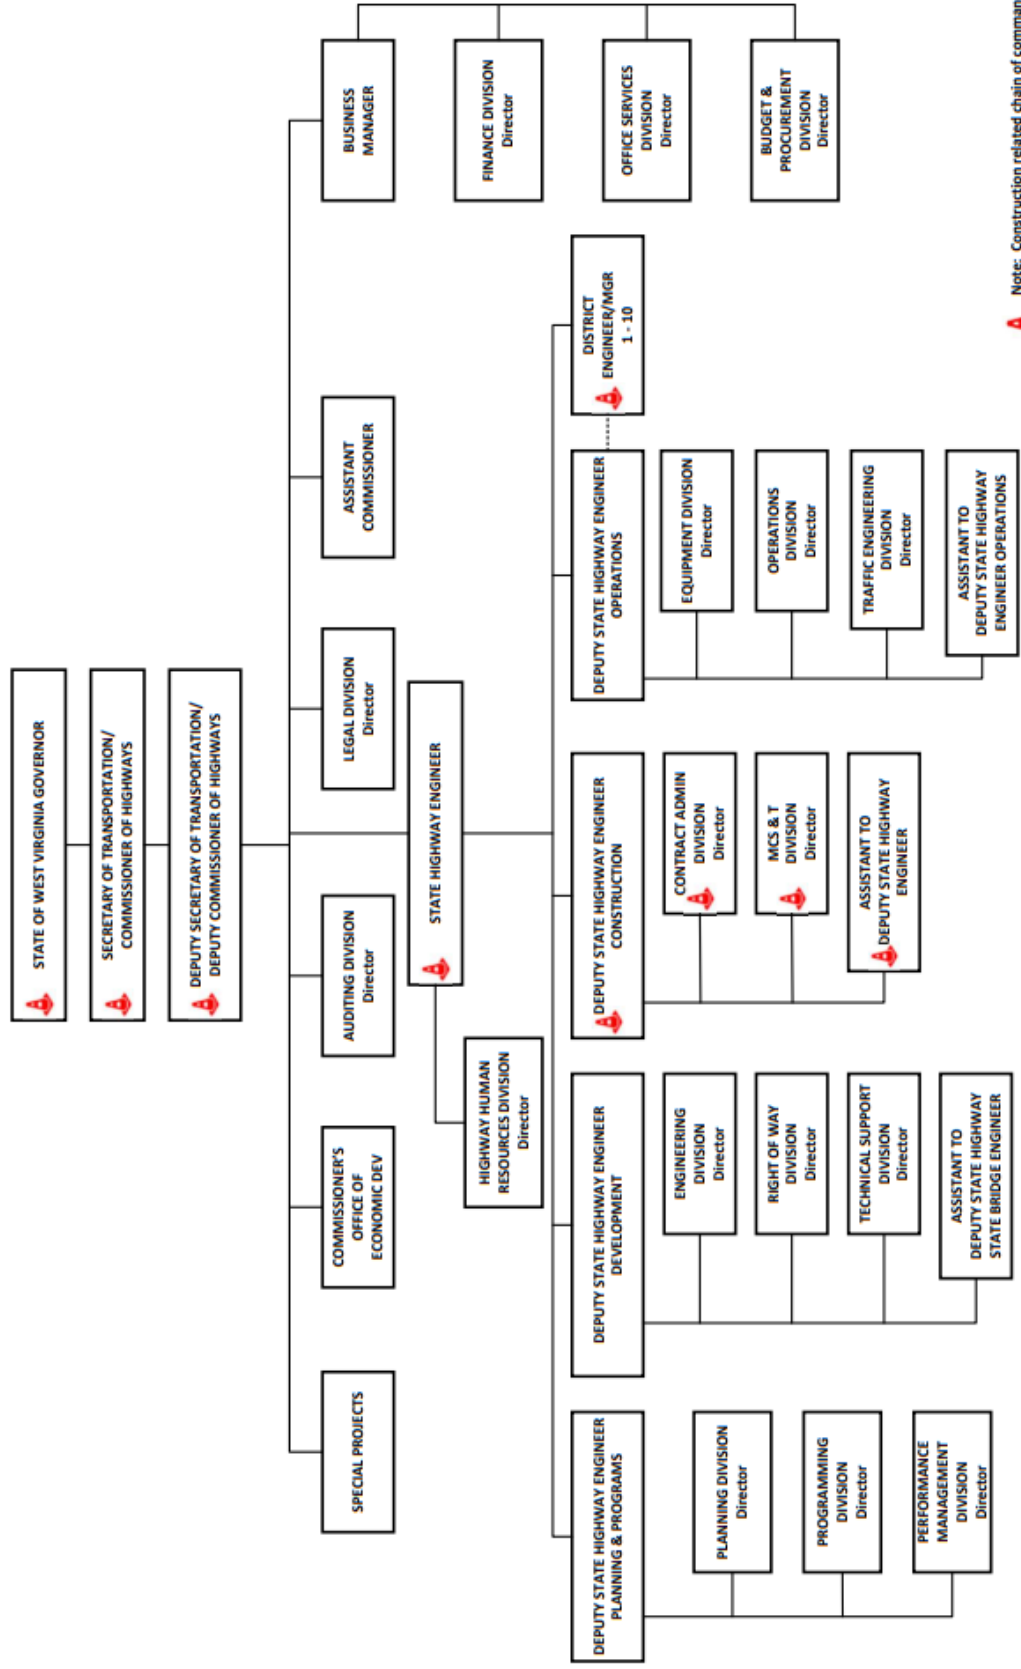 STATE OF WEST VIRGINIA GOVERNOR
SECRETARY OF TRANSPORTATION/
COMMISSIONER OF HIGHWAYS
DEPUTY SECRETARY OF TRANSPORTATION/
DEPUTY COMMISSIONER OF HIGHWAYS
SPECIAL PROJECTS
COMMISSIONER'S
OFFICE OF
ECONOMIC DEV
AUDITING DIVISION
Director
LEGAL DIVISION
Director
ASSISTANT
COMMISSIONER
BUSINESS
MANAGER
FINANCE DIVISION
Director
OFFICE SERVICES
DIVISION
Director
BUDGET &
PROCUREMENT
DIVISION
Director
STATE HIGHWAY ENGINEER
HIGHWAY HUMAN
RESOURCES DIVISION
Director
DEPUTY STATE HIGHWAY ENGINEER
PLANNING & PROGRAMS
PLANNING DIVISION
Director
PROGRAMMING
DIVISION
Director
PERFORMANCE
MANAGEMENT
DIVISION
Director
DEPUTY STATE HIGHWAY ENGINEER
DEVELOPMENT
ENGINEERING
DIVISION
Director
RIGHT OF WAY
DIVISION
Director
TECHNICAL SUPPORT
DIVISION
Director
ASSISTANT TO
DEPUTY STATE HIGHWAY
STATE BRIDGE ENGINEER
DEPUTY STATE HIGHWAY ENGINEER
CONSTRUCTION
CONTRACT ADMIN
DIVISION
Director
MCS & T
DIVISION
Director
ASSISTANT TO
DEPUTY STATE HIGHWAY
ENGINEER
DEPUTY STATE HIGHWAY ENGINEER
OPERATIONS
EQUIPMENT DIVISION
Director
OPERATIONS
DIVISION
Director
TRAFFIC ENGINEERING
DIVISION
Director
ASSISTANT TO
DEPUTY STATE HIGHWAY
ENGINEER OPERATIONS
DISTRICT
ENGINEER/MGR
1 - 10
Note: Construction related chain of comman